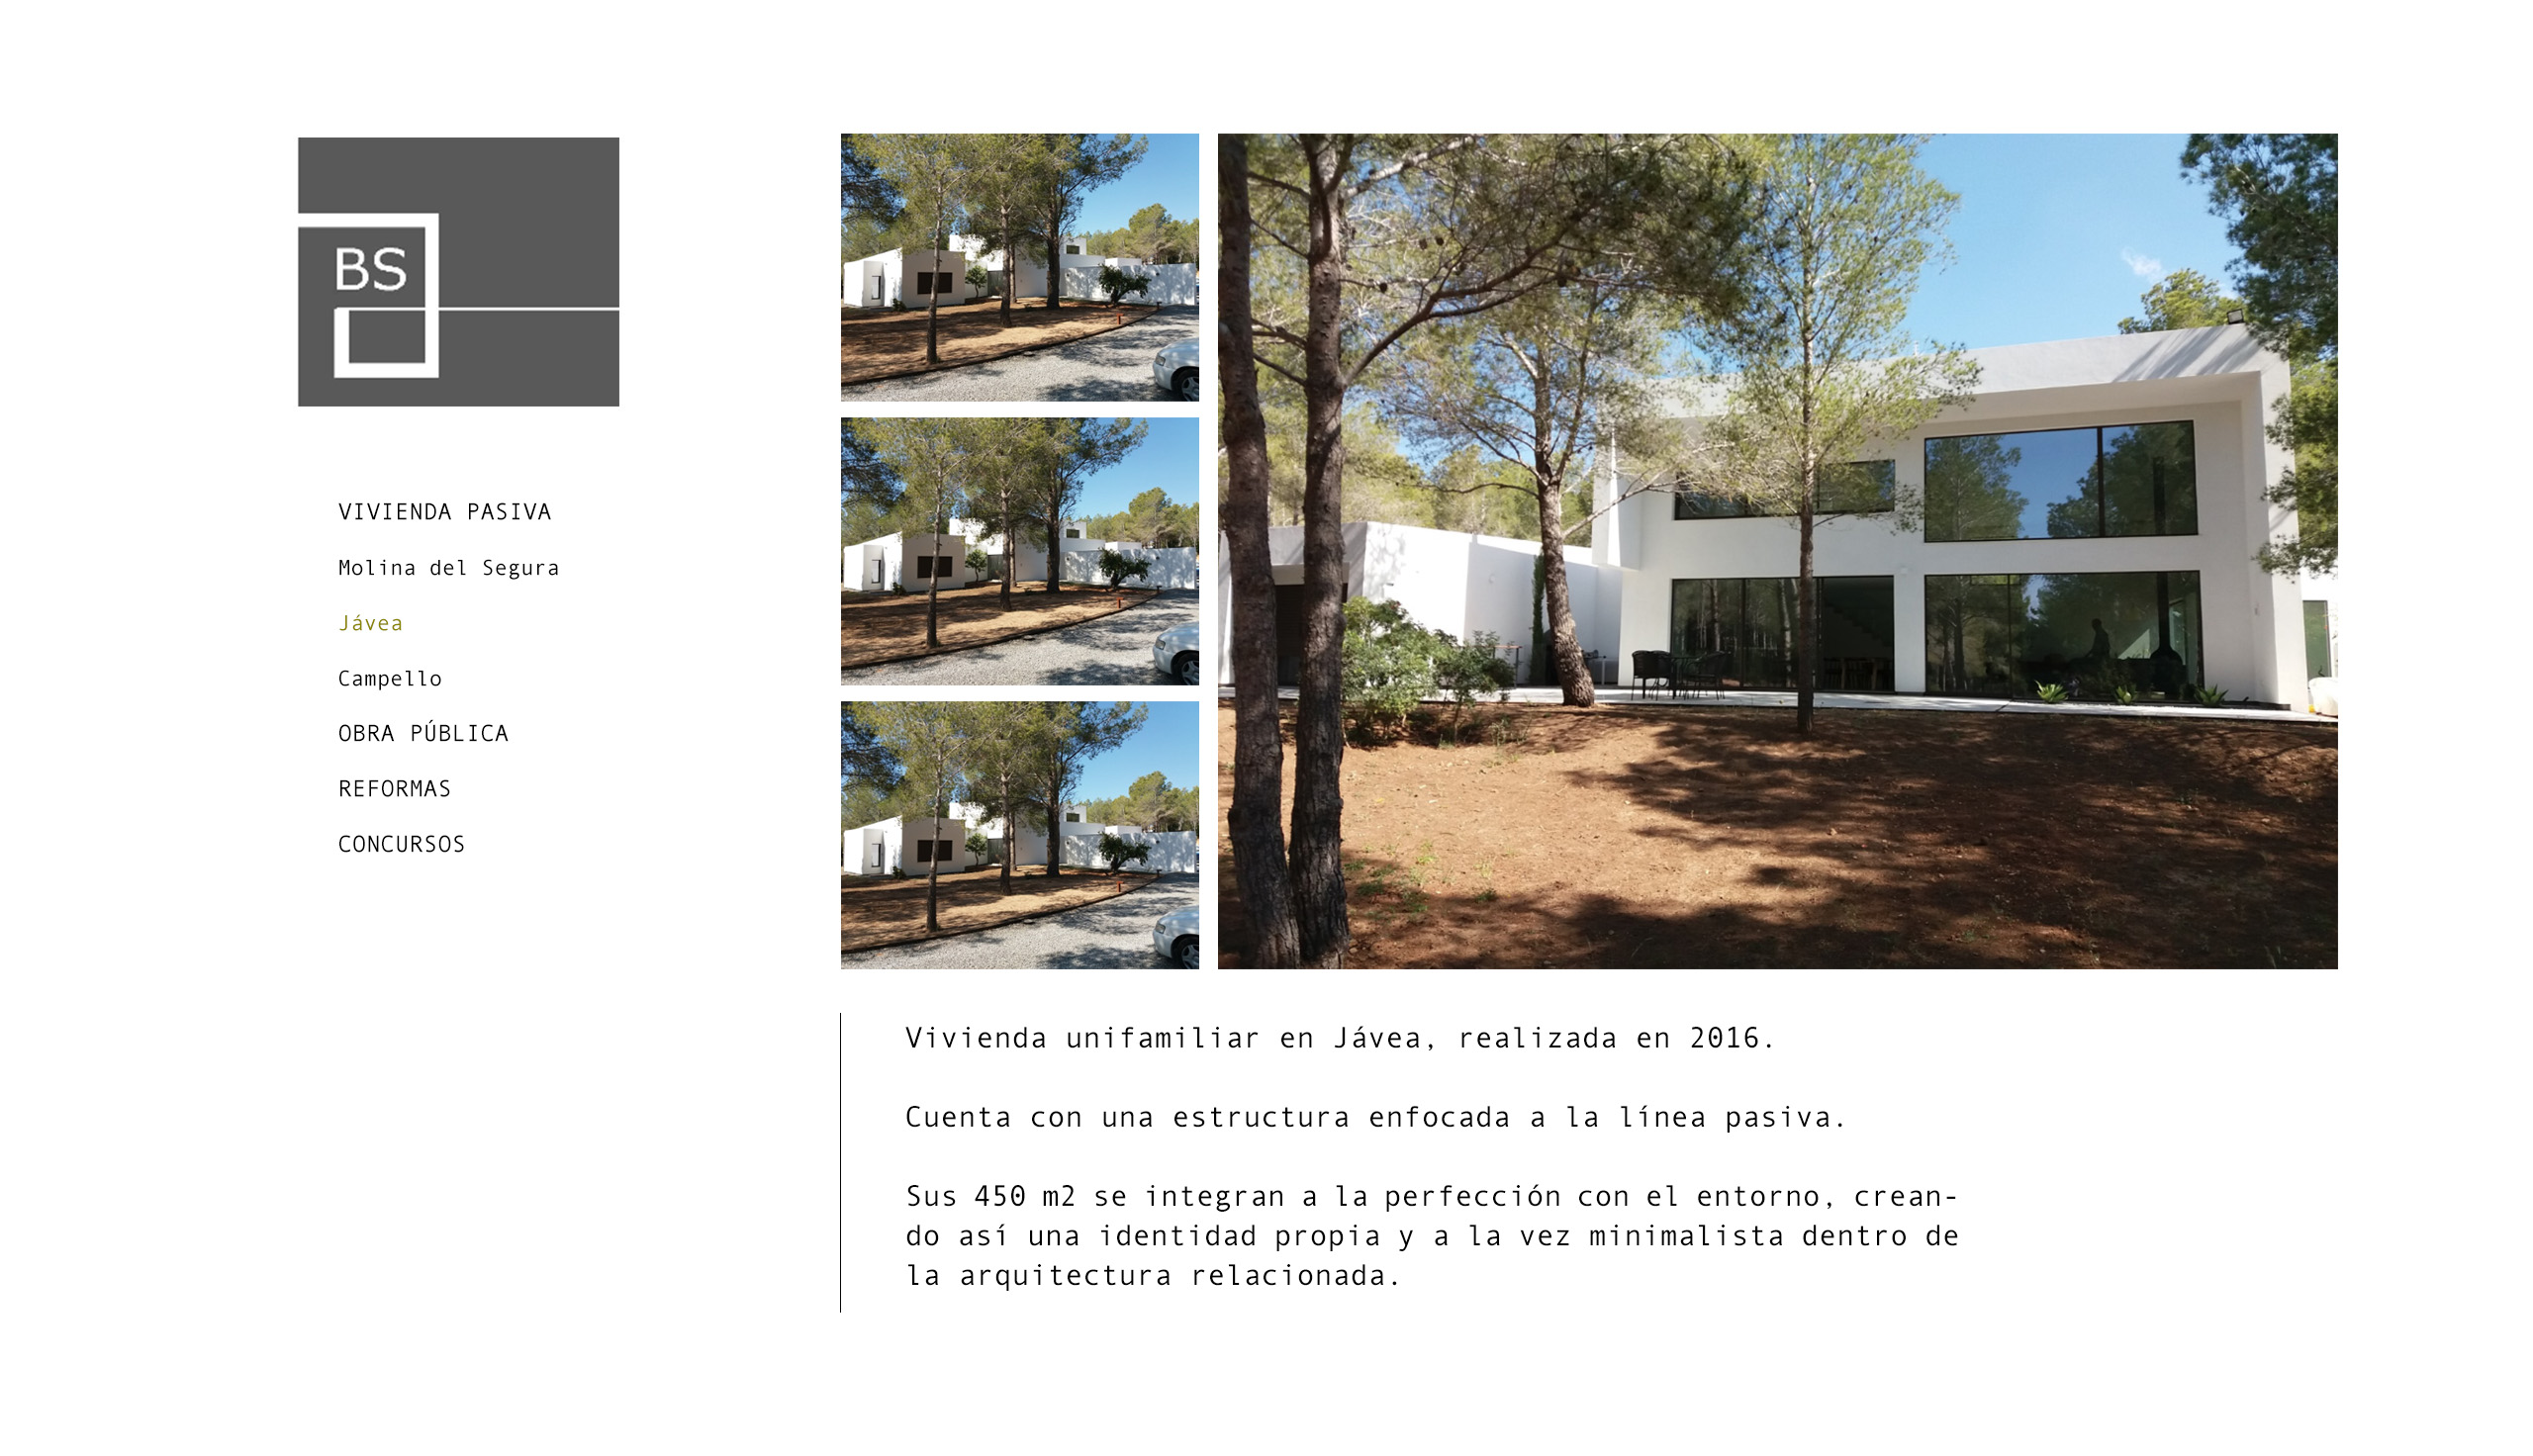 BS
VIVIENDA PASIVA
Molina del Segura
Jávea
Campello
OBRA PÚBLICA
REFORMAS
CONCURSOS
Vivienda unifamiliar en Jávea, realizada en 2016.
Cuenta con una estructura enfocada a la línea pasiva.
Sus 450 m2 se integran a la perfección con el entorno, crean-
do así una identidad propia y a la vez minimalista dentro de
la arquitectura relacionada.